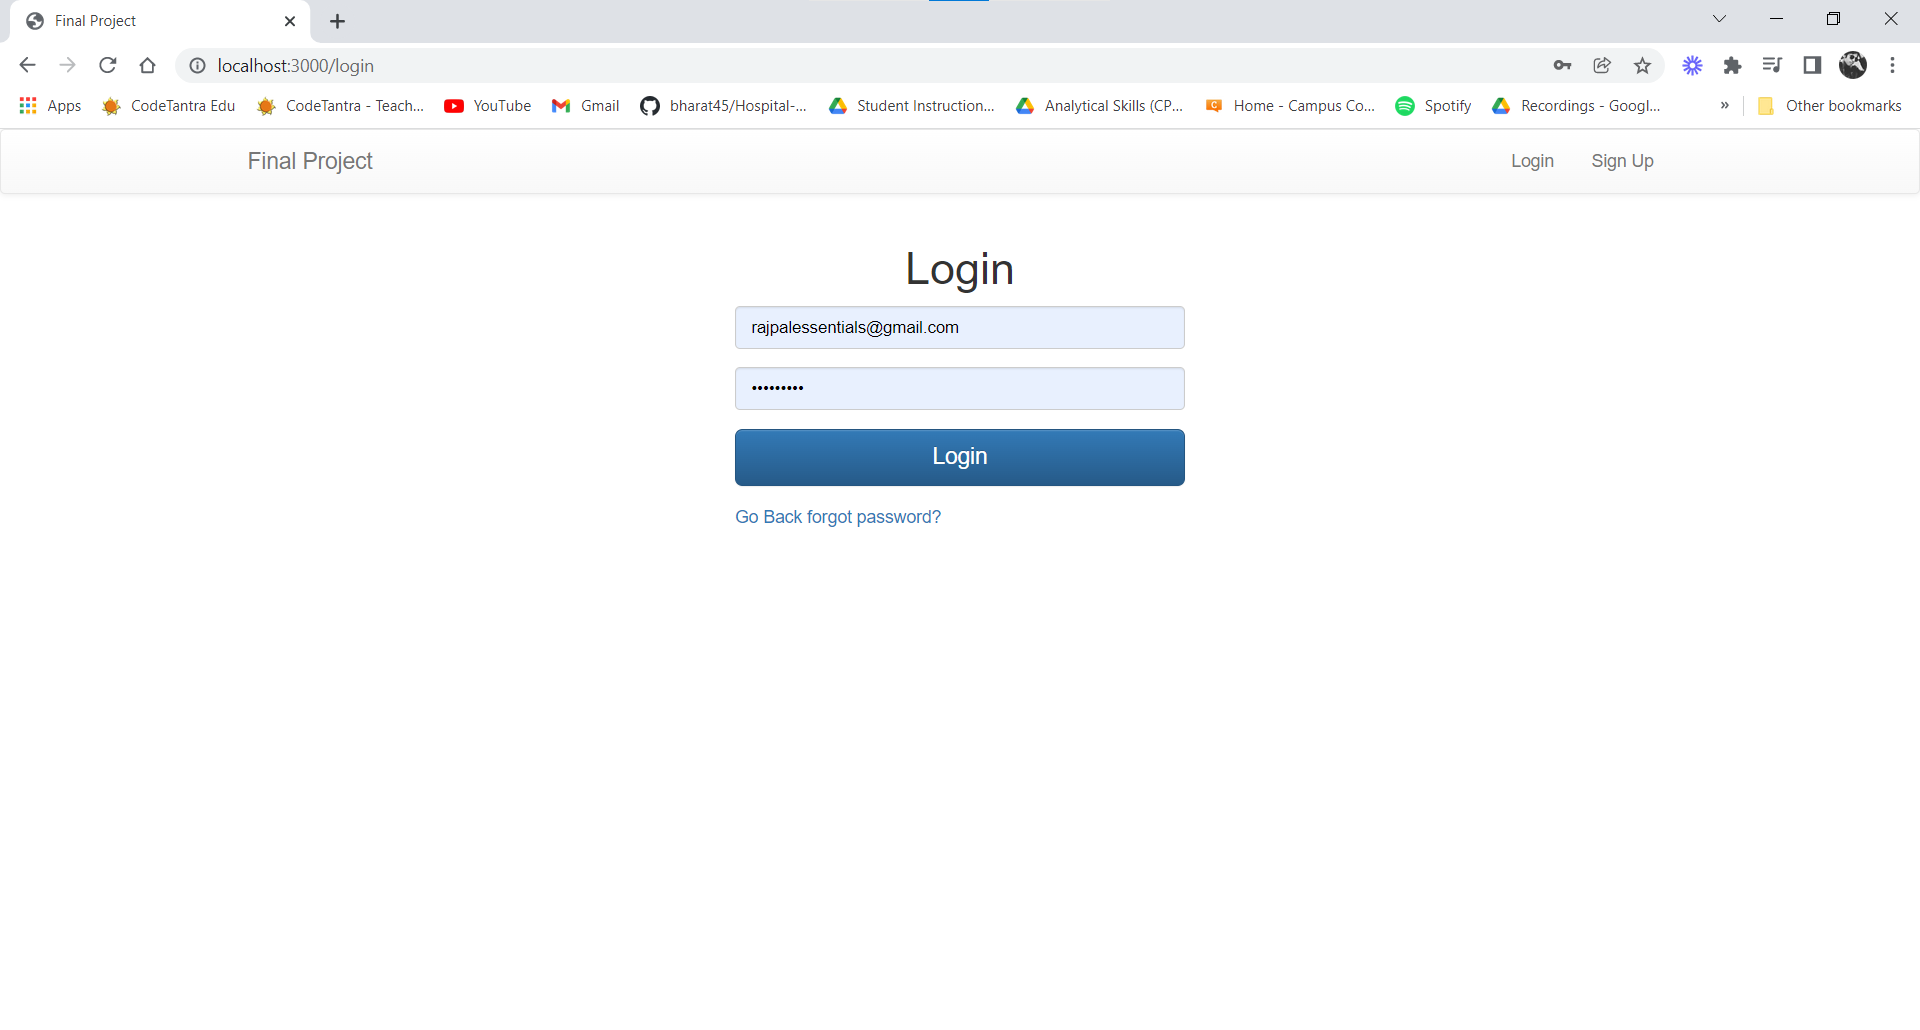 Final Project
localhost:3000/login
Apps CodeTantra Edu CodeTantra - Teach... YouTube Gmail bharat45/Hospital-... Student Instruction... Analytical Skills (CP... Home - Campus Co... Spotify Recordings - Googl... » Other bookmarks
Final Project Login Sign Up
Login
rajpalessentials@gmail.com
•••••••••
Login
Go Back forgot password?